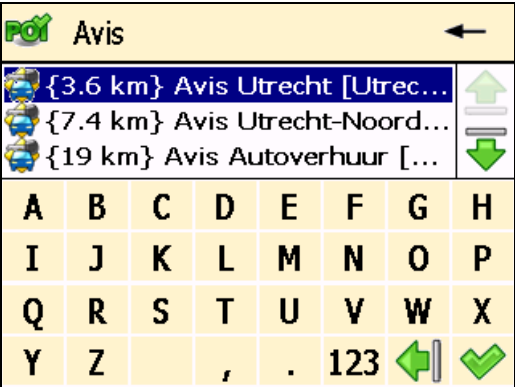 POI Avis
{3.6 km} Avis Utrecht [Utrec...
{7.4 km} Avis Utrecht-Noord...
{19 km} Avis Autoverhuur [...
A B C D E F G H
I J K L M N O P
Q R S T U V W X
Y Z , . 123